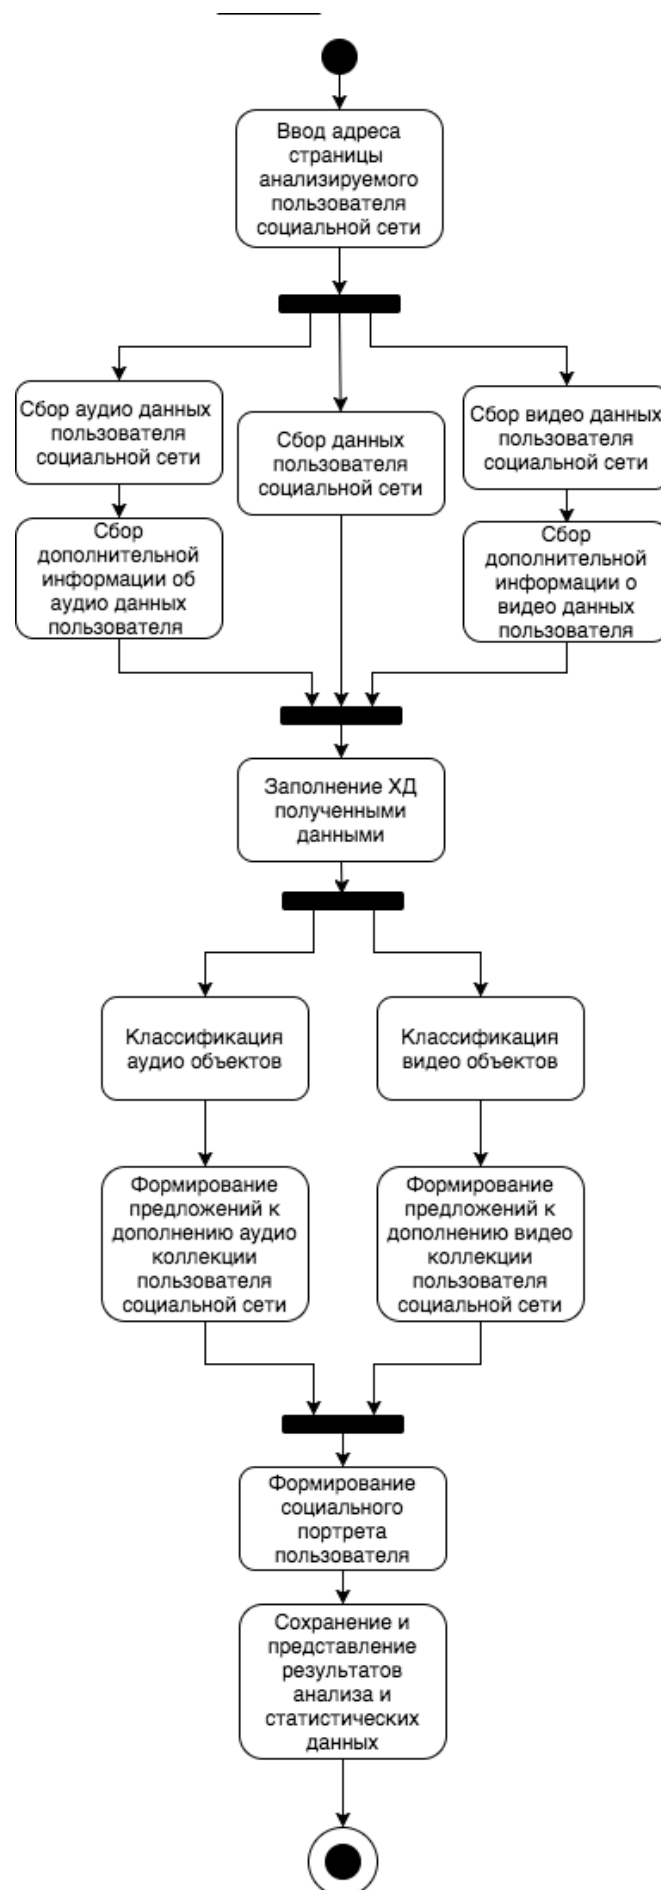 Ввод адреса
страницы
анализируемого
пользователя
социальной сети
Сбор аудио данных
пользователя
социальной сети
Сбор данных
пользователя
социальной сети
Сбор видео данных
пользователя
социальной сети
Сбор
дополнительной
информации об
аудио данных
пользователя
Сбор
дополнительной
информации о
видео данных
пользователя
Заполнение ХД
полученными
данными
Классификация
аудио объектов
Классификация
видео объектов
Формирование
предложений к
дополнению аудио
коллекции
пользователя
социальной сети
Формирование
предложений к
дополнению видео
коллекции
пользователя
социальной сети
Формирование
социального
портрета
пользователя
Сохранение и
представление
результатов
анализа и
статистических
данных